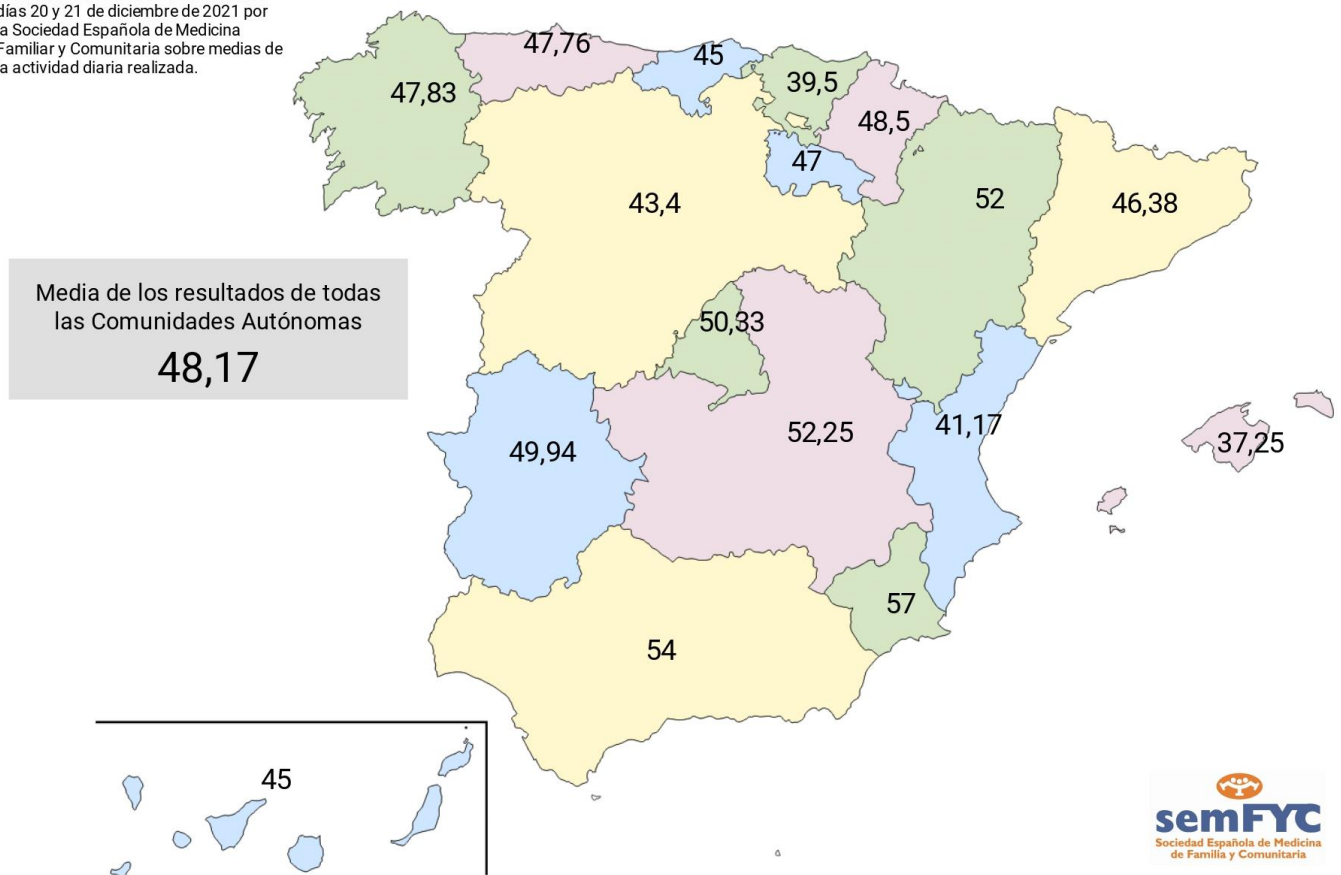 días 20 y 21 de diciembre de 2021 por
a Sociedad Española de Medicina
Familiar y Comunitaria sobre medias de
a actividad diaria realizada.
47,76
45
39,5
47,83
48,5
47
43,4
52
46,38
Media de los resultados de todas
las Comunidades Autónomas
48,17
50,33
52,25
41,17
37,25
49,94
57
54
45
semFYC
Sociedad Española de Medicina
de Familia y Comunitaria